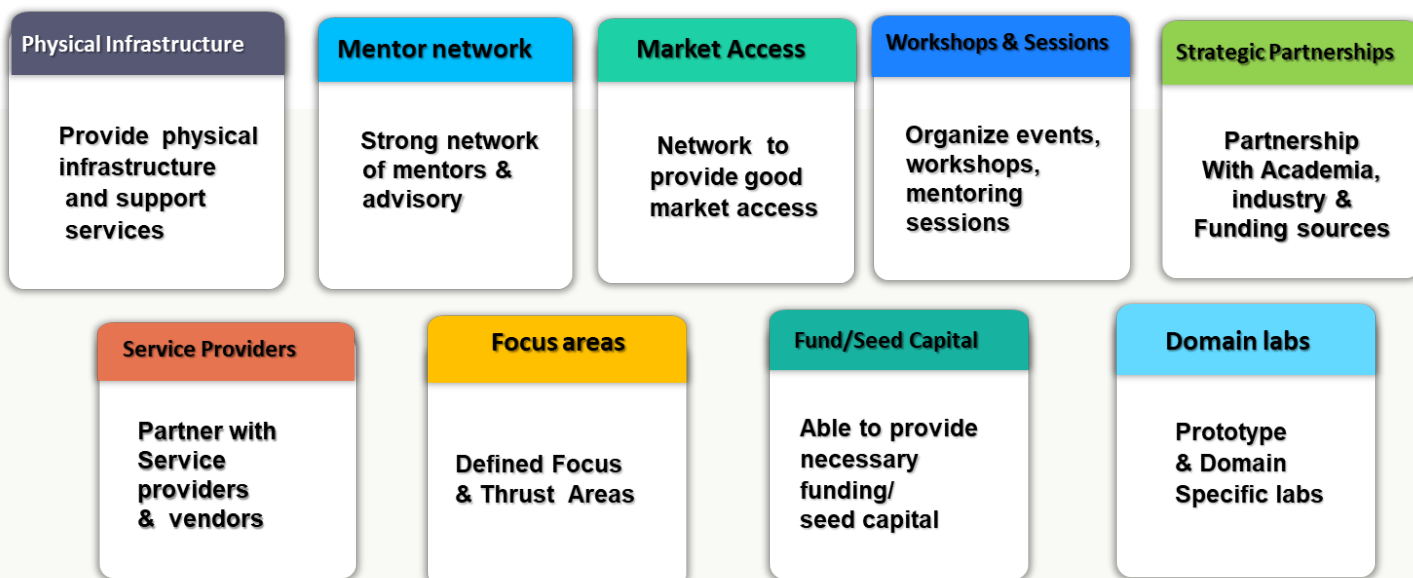 Physical Infrastructure
Provide physical
infrastructure
and support
services
Mentor network
Strong network
of mentors &
advisory
Market Access
Network to
provide good
market access
Workshops & Sessions
Organize events,
workshops,
mentoring
sessions
Strategic Partnerships
Partnership
With Academia,
industry &
Funding sources
Service Providers
Partner with
Service
providers
& vendors
Focus areas
Defined Focus
& Thrust Areas
Fund/Seed Capital
Able to provide
necessary
funding/
seed capital
Domain labs
Prototype
& Domain
Specific labs